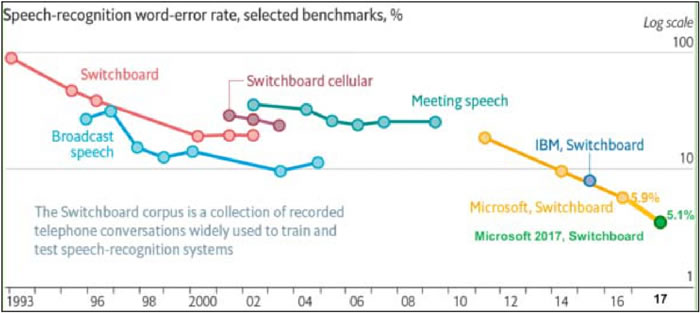 Speech-recognition word-error rate, selected benchmarks, %
Log scale
100
Switchboard
Switchboard cellular
Meeting speech
Broadcast
speech
IBM, Switchboard
10
5.9%
Microsoft, Switchboard
5.1%
The Switchboard corpus is a collection of recorded
telephone conversations widely used to train and
test speech-recognition systems
Microsoft 2017, Switchboard
1
1993 96 98 2000 02 04 06 08 10 12 14 16 17